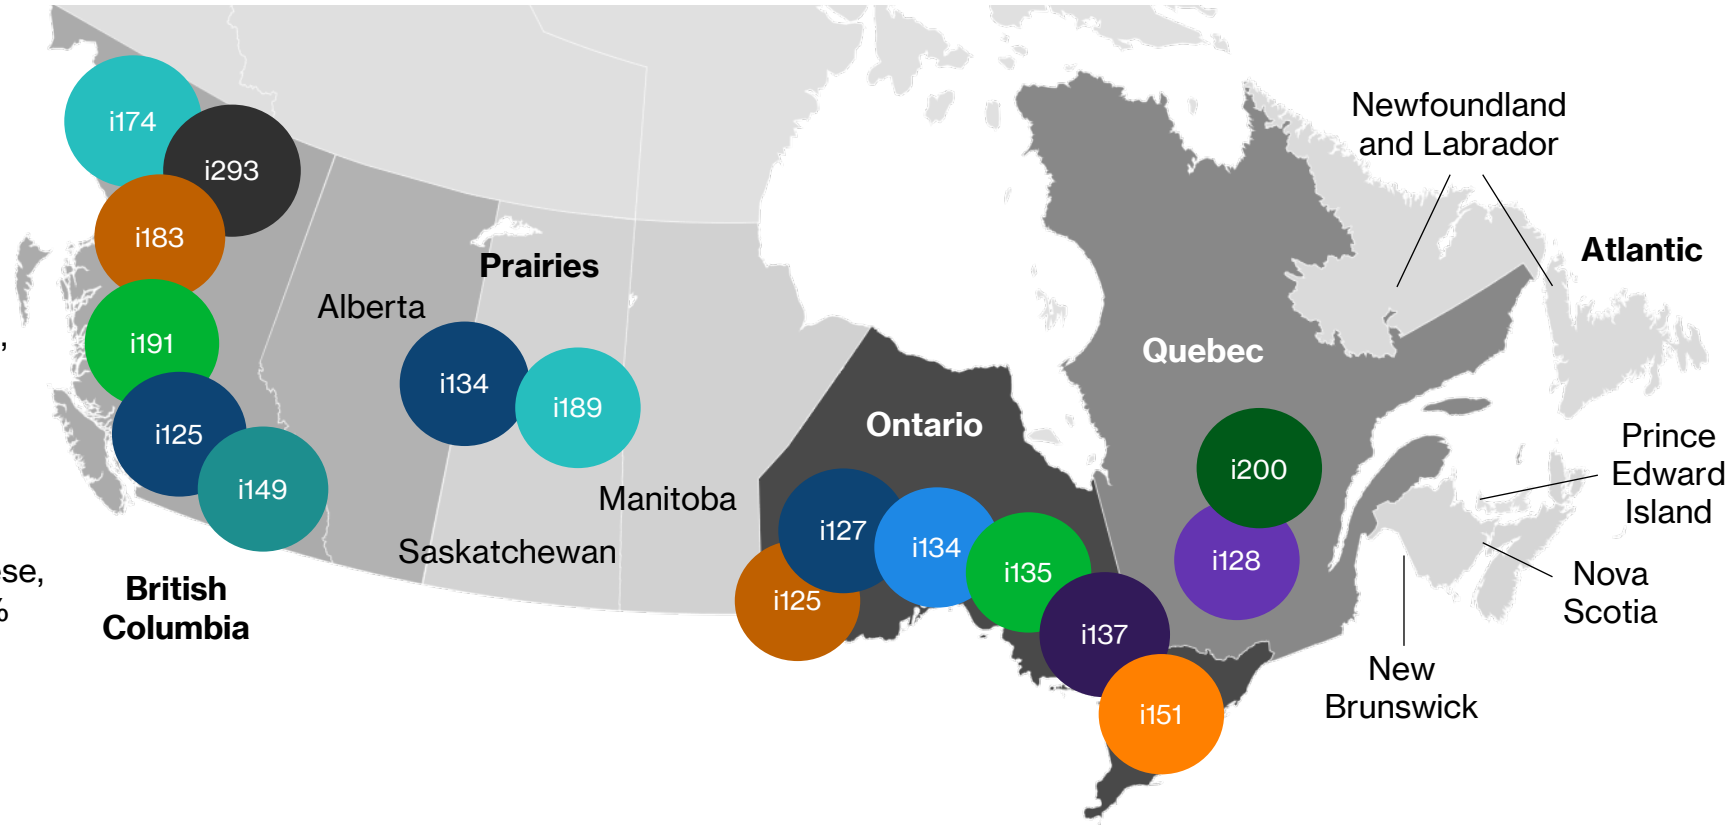 i174
i293
i183
i191
i125
i149
British
Columbia
,
ese,
%
Prairies
Alberta
i134
i189
Manitoba
Saskatchewan
Ontario
i127
i134
i135
i125
i137
i151
Quebec
i200
i128
Newfoundland
and Labrador
Atlantic
Prince
Edward
Island
Nova
Scotia
New
Brunswick